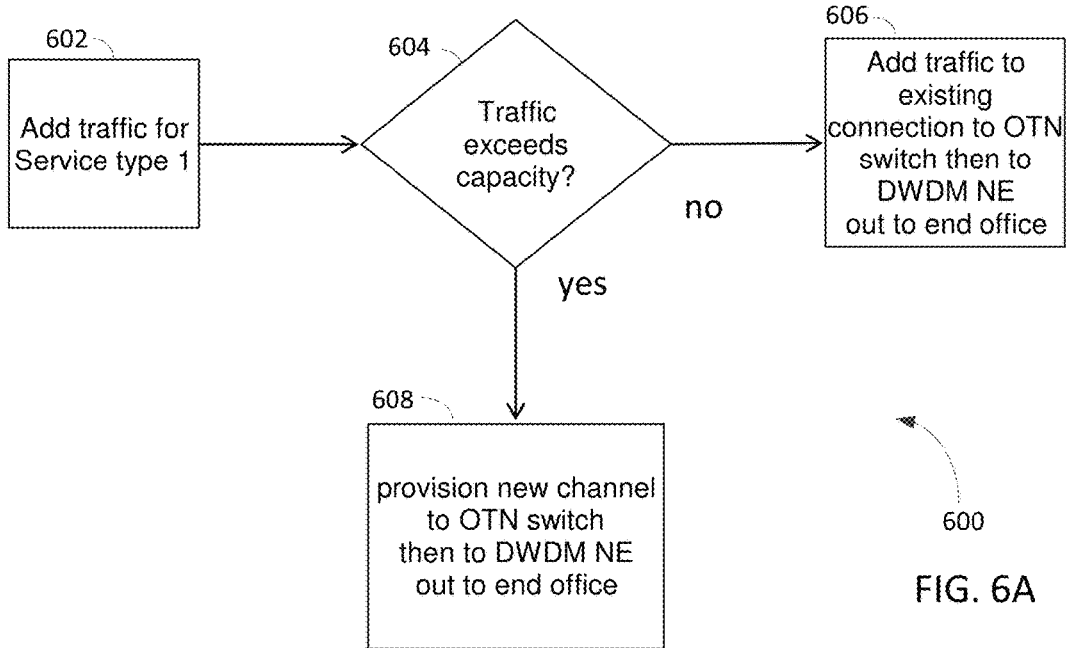 602
Add traffic for
Service type 1
604
Traffic
exceeds
capacity?
no
yes
606
Add traffic to
existing
connection to OTN
switch then to
DWDM NE
out to end office
608
provision new channel
to OTN switch
then to DWDM NE
out to end office
600
FIG. 6A